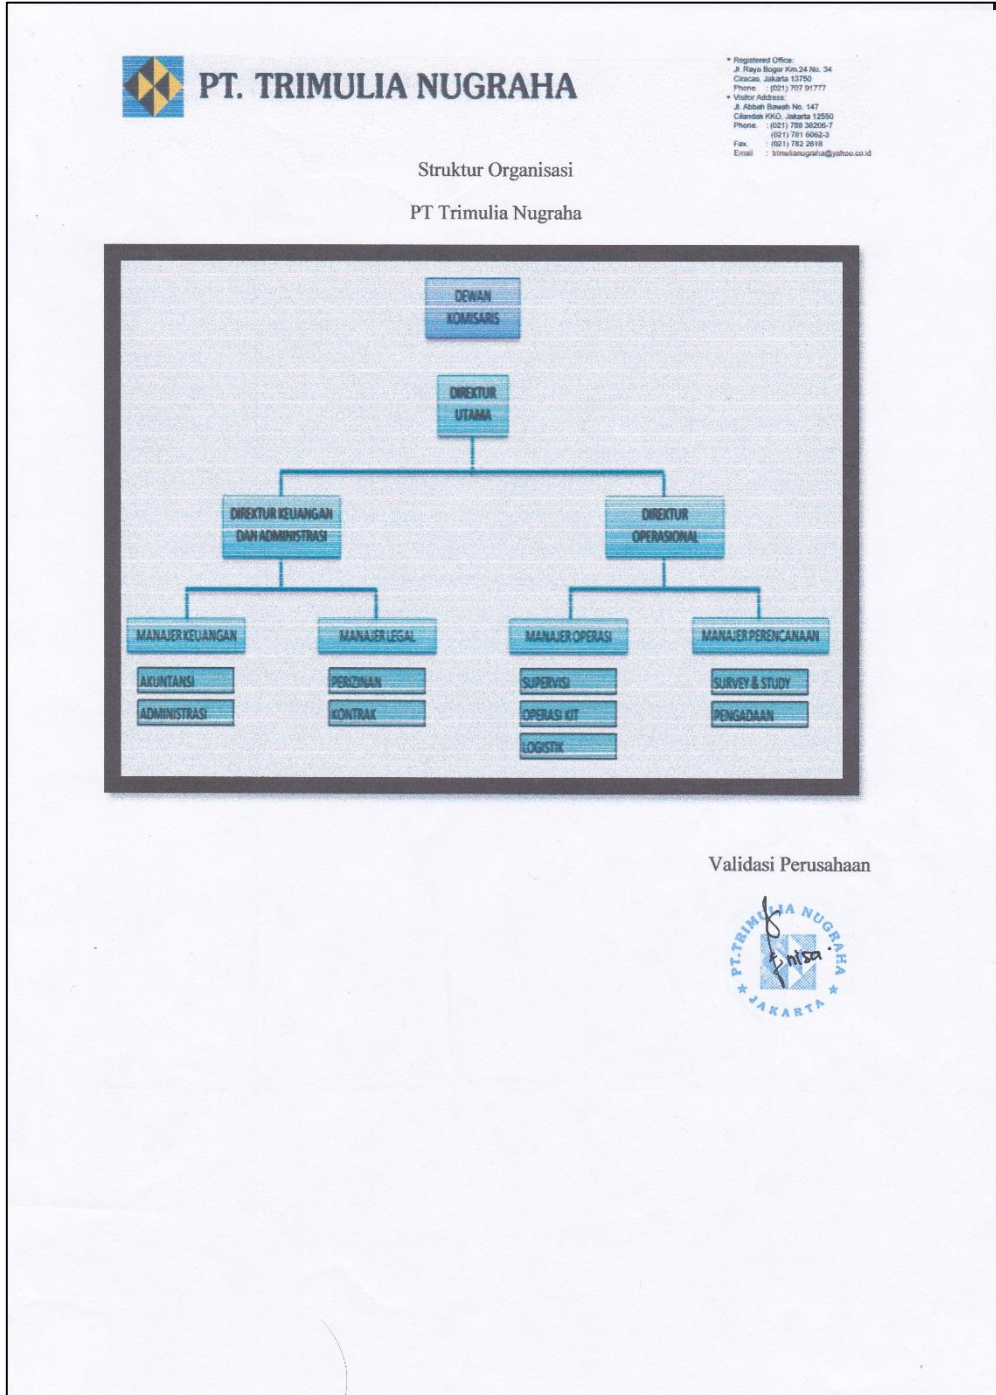 PT. TRIMULIA NUGRAHA
* Registered Office:
Jl. Raya Bogor Km.24 No. 34
Ciracas, Jakarta 13750
Phone : (021) 707 91777
* Visitor Address:
Jl. Abbah Bawah No. 147
Cilandak KKO, Jakarta 12550
Phone. : (021) 788 38206-7
(021) 781 6062-3
Fax. : (021) 782 2618
Email : trimulianugraha@yahoo.co.id
Struktur Organisasi
PT Trimulia Nugraha
DEWAN
KOMISARIS
DIREKTUR
UTAMA
DIREKTUR KEUANGAN
DAN ADMINISTRASI
DIREKTUR
OPERASIONAL
MANAJER KEUANGAN
MANAJER LEGAL
MANAJER OPERASI
MANAJER PERENCANAAN
AKUNTANSI
PERIZINAN
SUPERVISI
SURVEY & STUDY
ADMINISTRASI
KONTRAK
OPERASI KIT
PENGADAAN
LOGISTIK
Validasi Perusahaan
PT. TRIMULIA NUGRAHA
JAKARTA